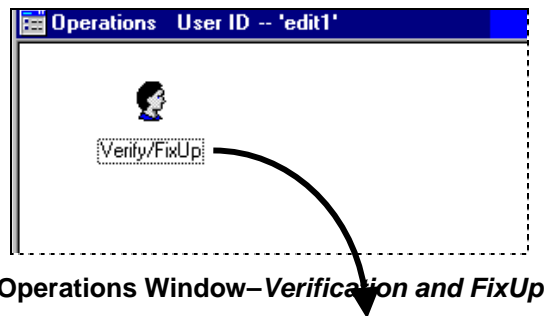 Operations User ID -- 'edit1'
Verify/FixUp
Operations Window–Verification and FixUp